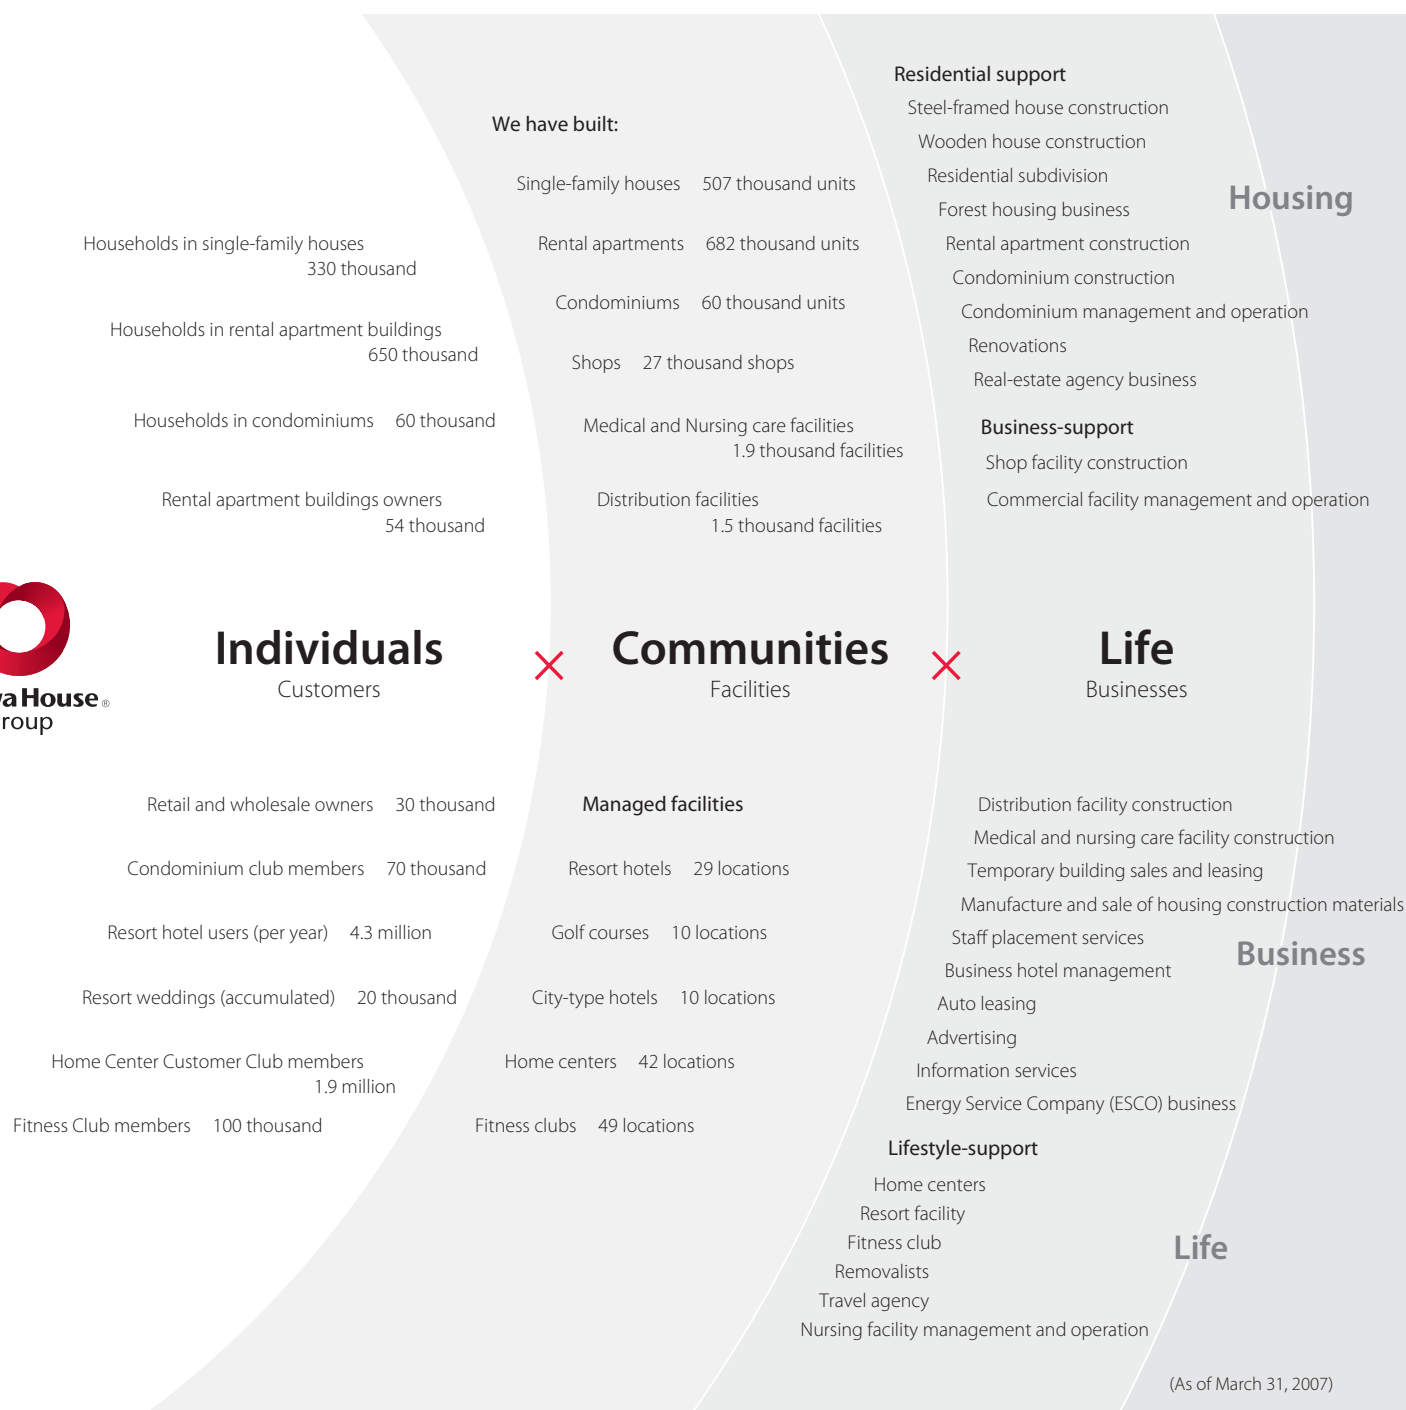 Households in single-family houses
330 thousand
Households in rental apartment buildings
650 thousand
Households in condominiums 60 thousand
Rental apartment buildings owners
54 thousand
va House®
roup
Individuals
Customers
Retail and wholesale owners 30 thousand
Condominium club members 70 thousand
Resort hotel users (per year) 4.3 million
Resort weddings (accumulated) 20 thousand
Home Center Customer Club members
1.9 million
Fitness Club members 100 thousand
×
We have built:
Single-family houses 507 thousand units
Rental apartments 682 thousand units
Condominiums 60 thousand units
Shops 27 thousand shops
Medical and Nursing care facilities
1.9 thousand facilities
Distribution facilities
1.5 thousand facilities
Communities
Facilities
Managed facilities
Resort hotels 29 locations
Golf courses 10 locations
City-type hotels 10 locations
Home centers 42 locations
Fitness clubs 49 locations
×
Residential support
Steel-framed house construction
Wooden house construction
Residential subdivision
Forest housing business
Rental apartment construction
Condominium construction
Condominium management and operation
Renovations
Real-estate agency business
Housing
Business-support
Shop facility construction
Commercial facility management and operation
Life
Businesses
Distribution facility construction
Medical and nursing care facility construction
Temporary building sales and leasing
Manufacture and sale of housing construction materials
Staff placement services
Business hotel management
Auto leasing
Advertising
Information services
Energy Service Company (ESCO) business
Business
Lifestyle-support
Home centers
Resort facility
Fitness club
Removalists
Travel agency
Nursing facility management and operation
Life
(As of March 31, 2007)